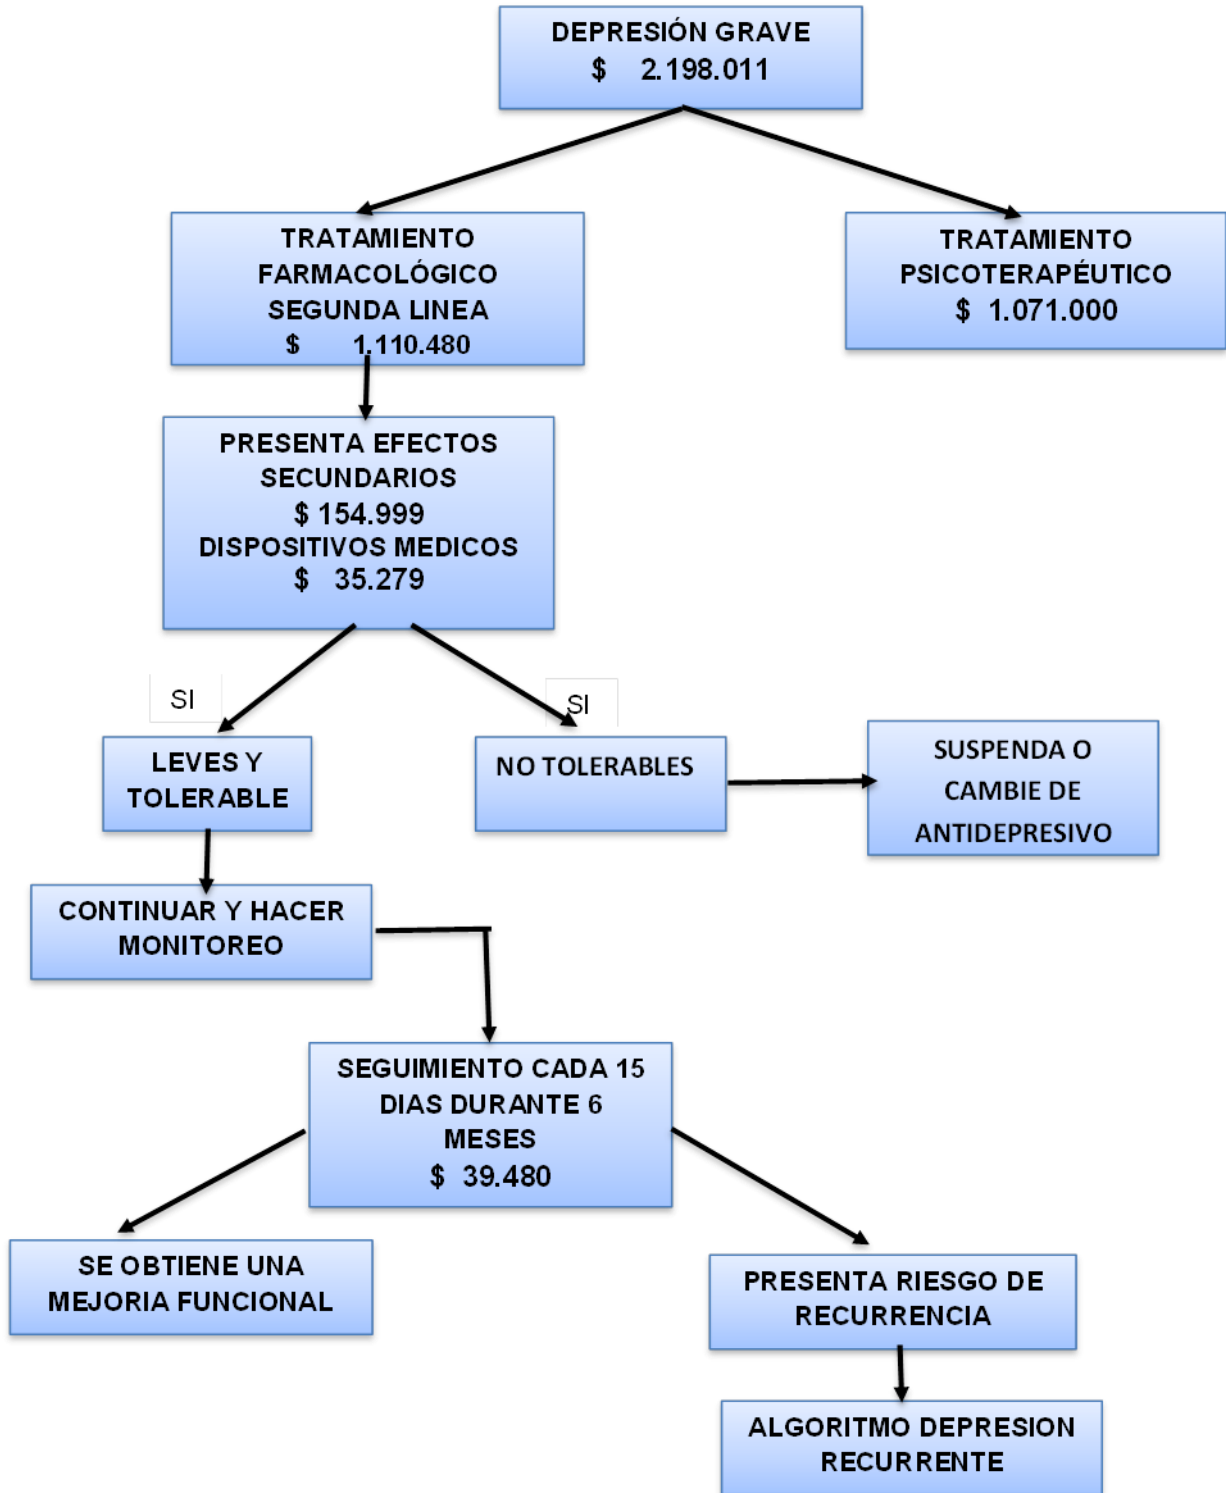 DEPRESIÓN GRAVE
$ 2.198.011
TRATAMIENTO
FARMACOLÓGICO
SEGUNDA LINEA
$ 1.110.480
TRATAMIENTO
PSICOTERAPÉUTICO
$ 1.071.000
PRESENTA EFECTOS
SECUNDARIOS
$ 154.999
DISPOSITIVOS MEDICOS
$ 35.279
SI
SI
LEVES Y
TOLERABLE
NO TOLERABLES
SUSPENDA O
CAMBIE DE
ANTIDEPRESIVO
CONTINUAR Y HACER
MONITOREO
SEGUIMIENTO CADA 15
DIAS DURANTE 6
MESES
$ 39.480
SE OBTIENE UNA
MEJORIA FUNCIONAL
PRESENTA RIESGO DE
RECURRENCIA
ALGORITMO DEPRESION
RECURRENTE